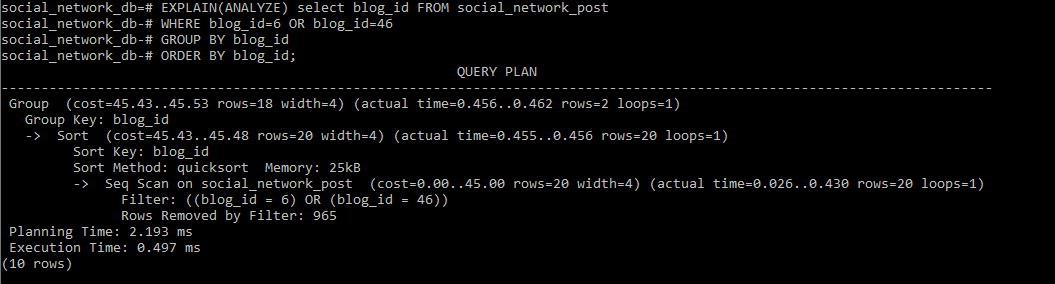 social_network_db=# EXPLAIN(ANALYZE) select blog_id FROM social_network_post
social_network_db-# WHERE blog_id=6 OR blog_id=46
social_network_db-# GROUP BY blog_id
social_network_db-# ORDER BY blog_id;
QUERY PLAN
---------------------------------------------------------------------------------------------------------------------------
Group  (cost=45.43..45.53 rows=18 width=4) (actual time=0.456..0.462 rows=2 loops=1)
  Group Key: blog_id
  ->  Sort  (cost=45.43..45.48 rows=20 width=4) (actual time=0.455..0.456 rows=20 loops=1)
        Sort Key: blog_id
        Sort Method: quicksort  Memory: 25kB
        ->  Seq Scan on social_network_post  (cost=0.00..45.00 rows=20 width=4) (actual time=0.026..0.430 rows=20 loops=1)
              Filter: ((blog_id = 6) OR (blog_id = 46))
              Rows Removed by Filter: 965
Planning Time: 2.193 ms
Execution Time: 0.497 ms
(10 rows)